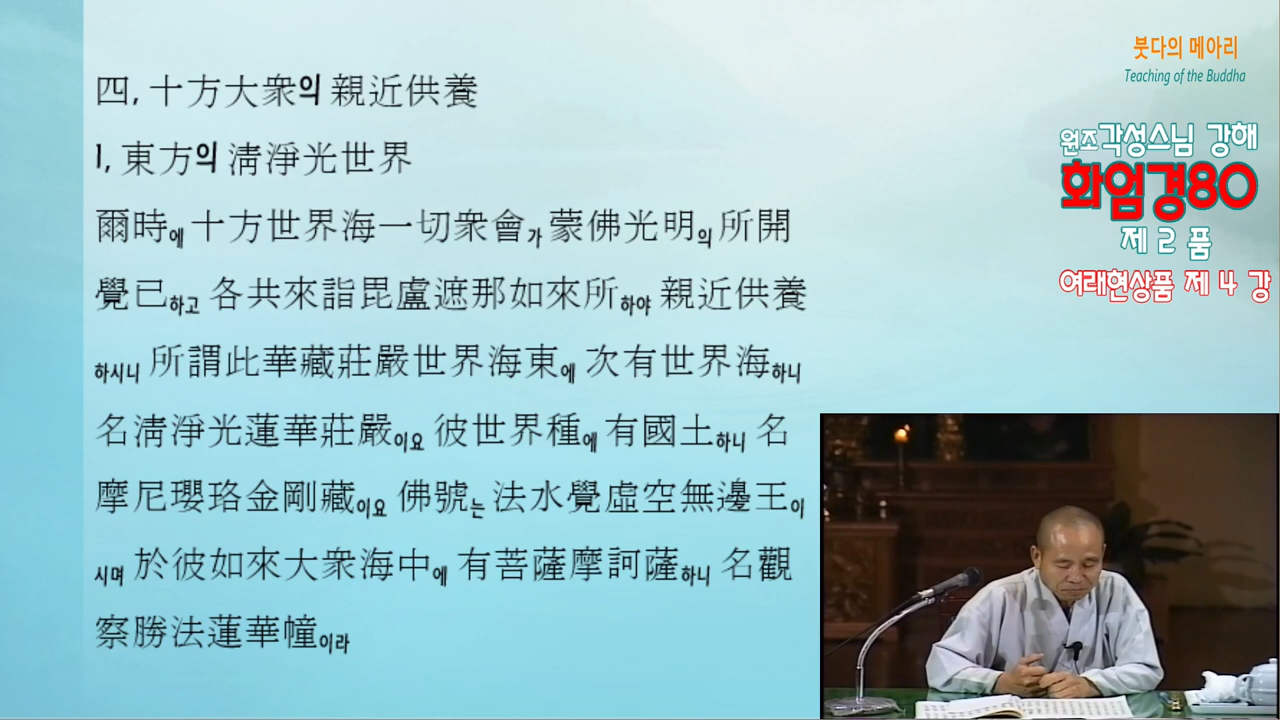 四, 十方大衆의 親近供養
1, 東方의 淸淨光世界
爾時에 十方世界海一切衆會가 蒙佛光明의 所開
覺已하고 各共來詣毘盧遮那如來所하야 親近供養
하시니 所謂此華藏莊嚴世界海東에 次有世界海하니
名淸淨光蓮華莊嚴이요 彼世界種에 有國土하니 名
摩尼瓔珞金剛藏이요 佛號는 法水覺虛空無邊王이
시며 於彼如來大衆海中에 有菩薩摩訶薩하니 名觀
察勝法蓮華幢이라
붓다의 메아리
Teaching of the Buddha
원조각성스님 강해
화엄경80
제 2 품
여래현상품 제 4 강